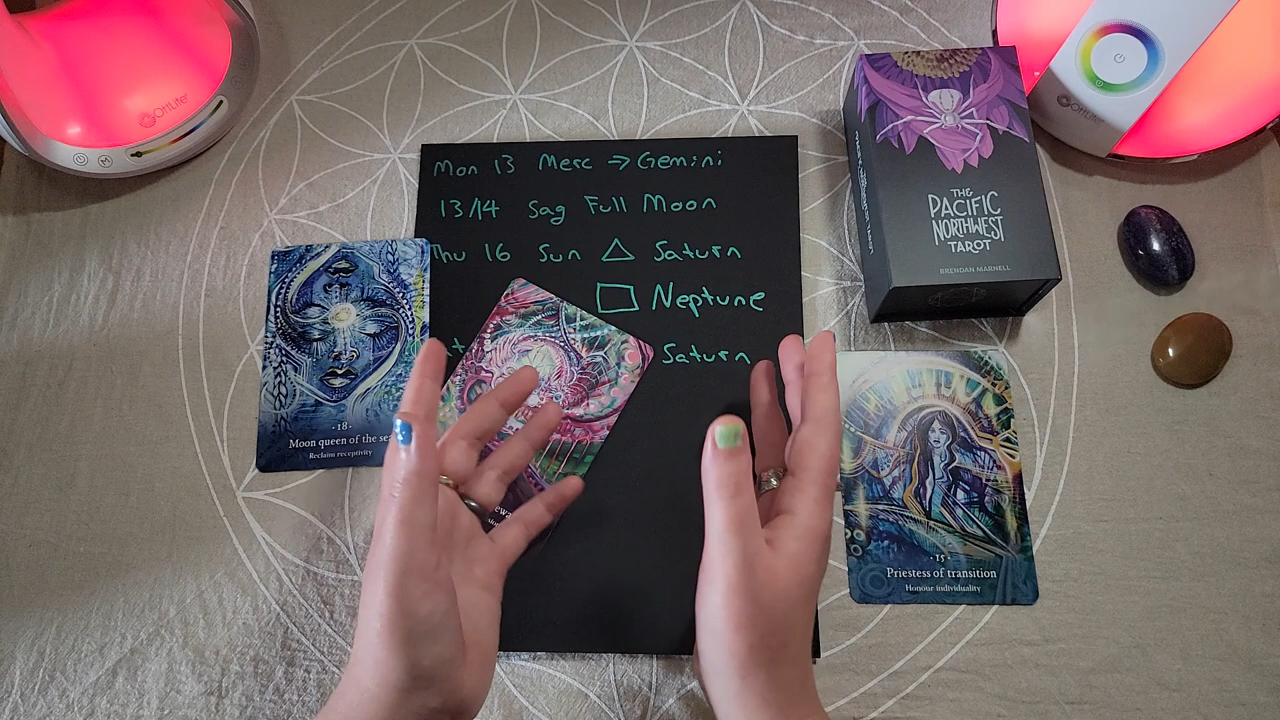 OttLite
M
Mon 13 Merc → Gemini
13/14 Sag Full Moon
Thu 16 Sun △ Saturn
□ Neptune
Saturn
THE
PACIFIC
NORTHWEST
TAROT
BRENDAN MARNELL
OttLite
·18·
Moon queen of the sea
Reclaim receptivity
·15·
Priestess of transition
Honour individuality